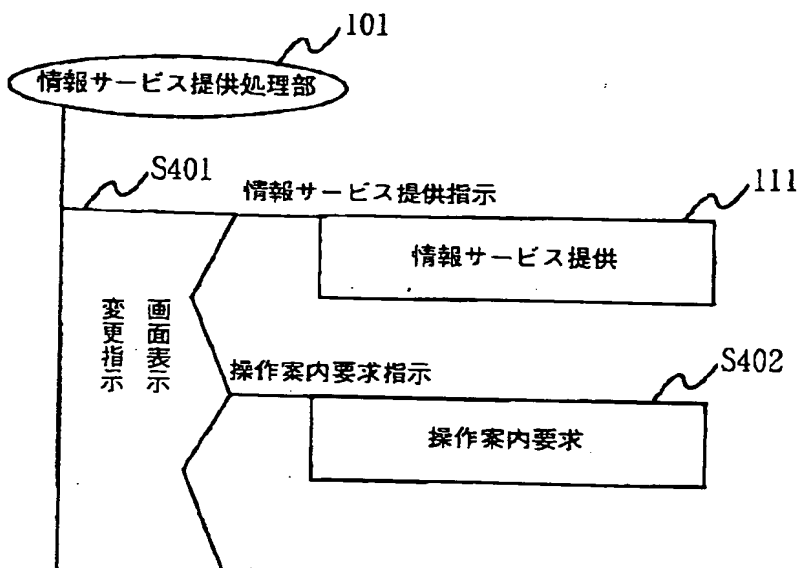 101
情報サービス提供処理部
S401
情報サービス提供指示
111
情報サービス提供
画面表示
変更指示
操作案内要求指示
S402
操作案内要求